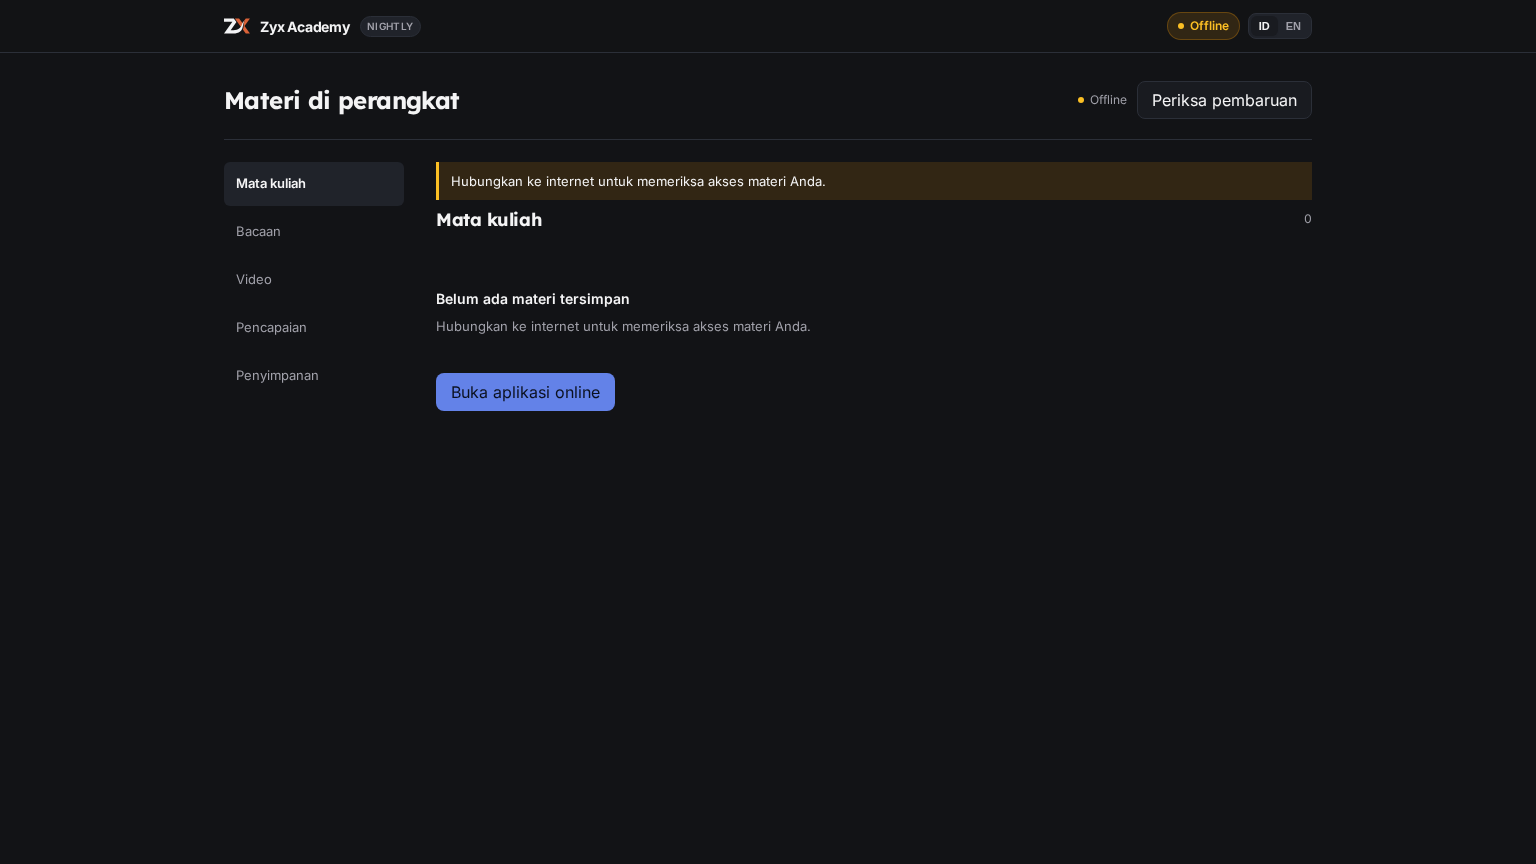 ZX Zyx Academy NIGHTLY
Offline ID EN
Materi di perangkat
Offline Periksa pembaruan
Mata kuliah
Bacaan
Video
Pencapaian
Penyimpanan
Hubungkan ke internet untuk memeriksa akses materi Anda.
Mata kuliah 0
Belum ada materi tersimpan
Hubungkan ke internet untuk memeriksa akses materi Anda.
Buka aplikasi online